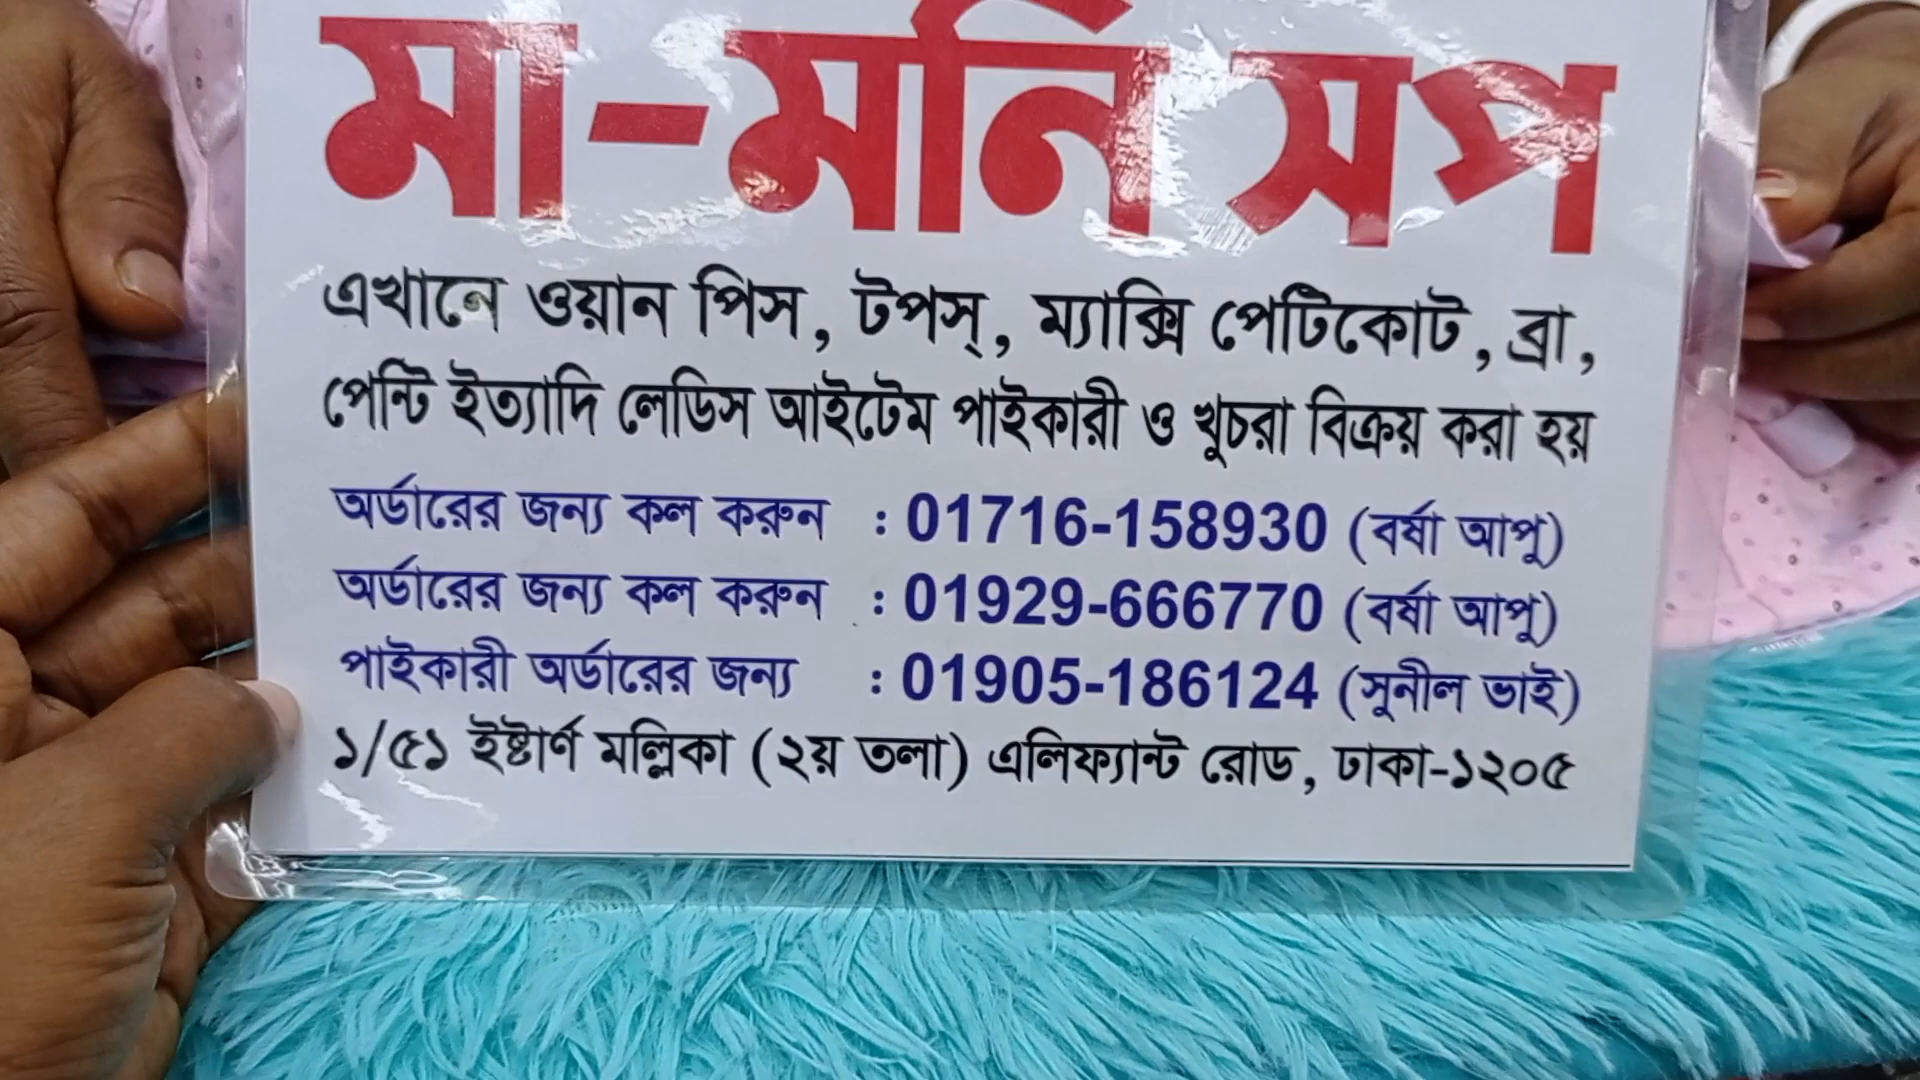 মা-মনি সপ
এখানে ওয়ান পিস, টপস্, ম্যাক্সি পেটিকোট, ব্রা,
পেন্টি ইত্যাদি লেডিস আইটেম পাইকারী ও খুচরা বিক্রয় করা হয়
অর্ডারের জন্য কল করুন : 01716-158930 (বর্ষা আপু)
অর্ডারের জন্য কল করুন : 01929-666770 (বর্ষা আপু)
পাইকারী অর্ডারের জন্য : 01905-186124 (সুনীল ভাই)
১/৫১ ইষ্টার্ণ মল্লিকা (২য় তলা) এলিফ্যান্ট রোড, ঢাকা-১২০৫